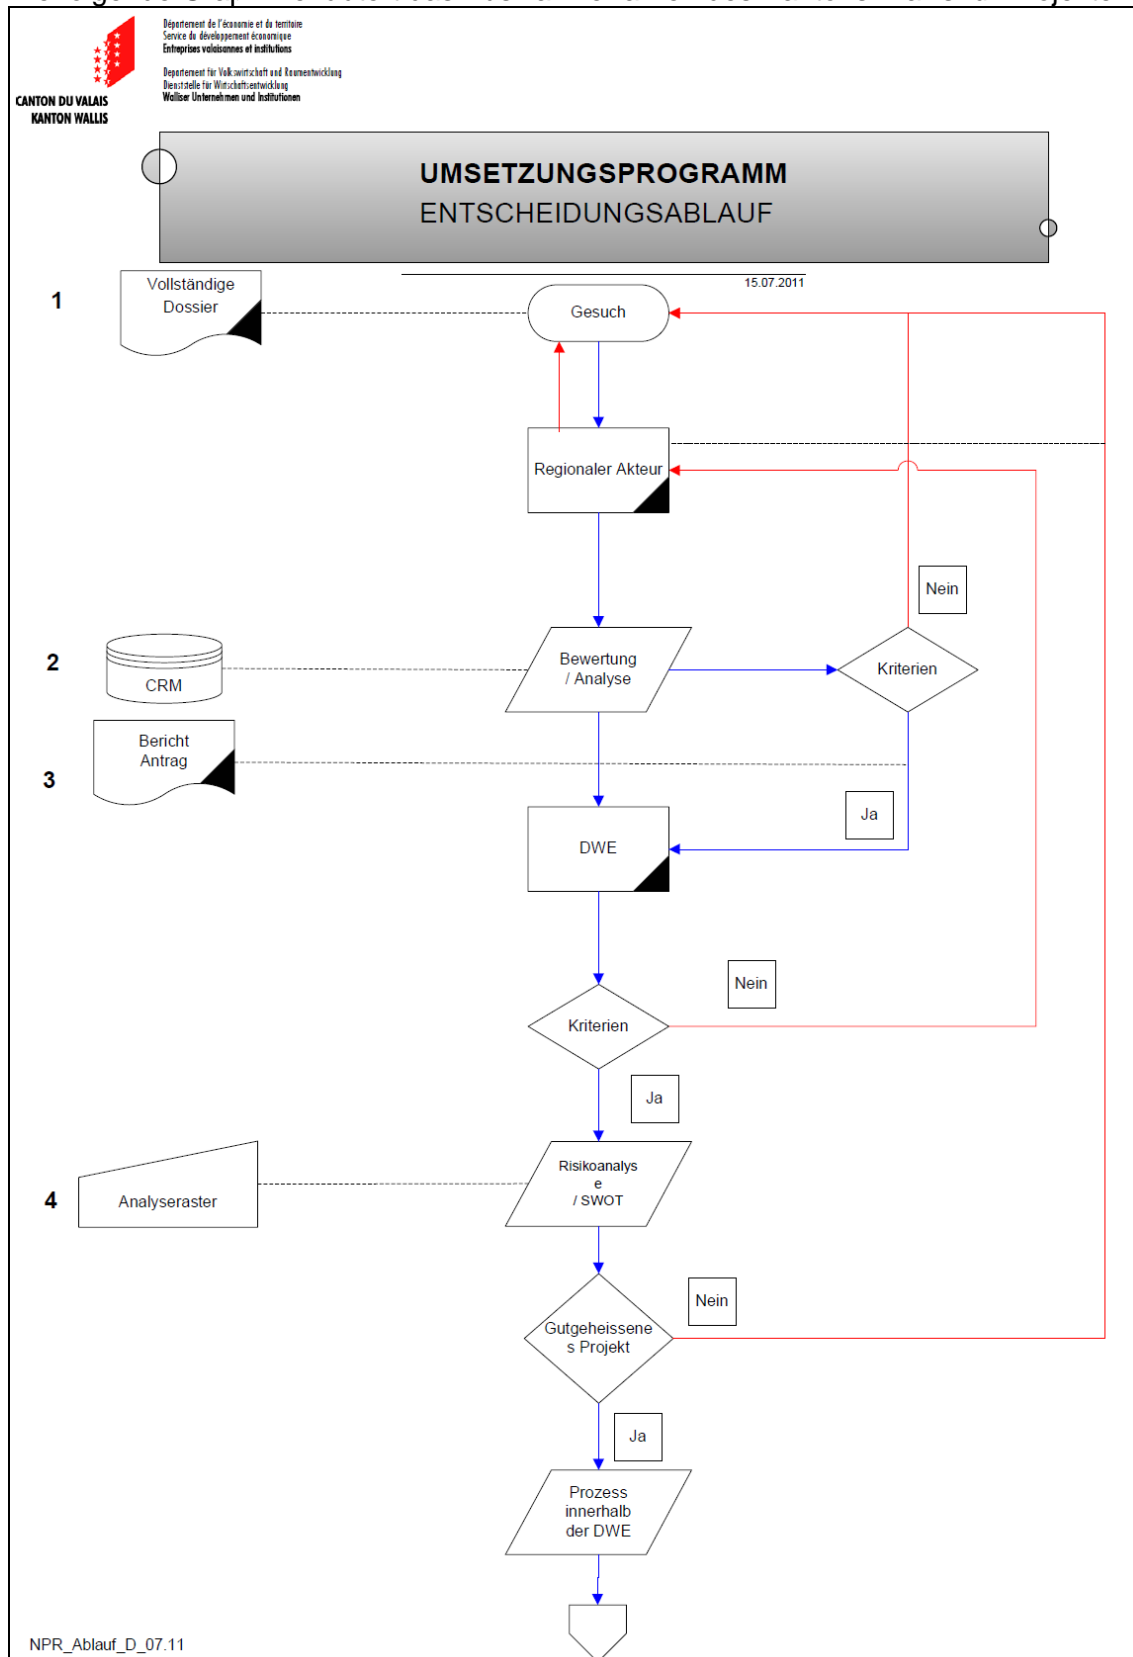 Département de l'économie et du territoire
Service du développement économique
Entreprises valaisannes et institutions
Departement für Volkswirtschaft und Raumentwicklung
Dienststelle für Wirtschaftsentwicklung
Walliser Unternehmen und Institutionen
CANTON DU VALAIS
KANTON WALLIS
UMSETZUNGSPROGRAMM
ENTSCHEIDUNGSABLAUF
15.07.2011
1
Vollständige
Dossier
Gesuch
Regionaler Akteur
Nein
2
CRM
Bewertung
/ Analyse
Kriterien
3
Bericht
Antrag
Ja
DWE
Nein
Kriterien
Ja
4
Analyseraster
Risikoanalys
e
/ SWOT
Nein
Gutgeheissene
s Projekt
Ja
Prozess
innerhalb
der DWE
NPR_Ablauf_D_07.11